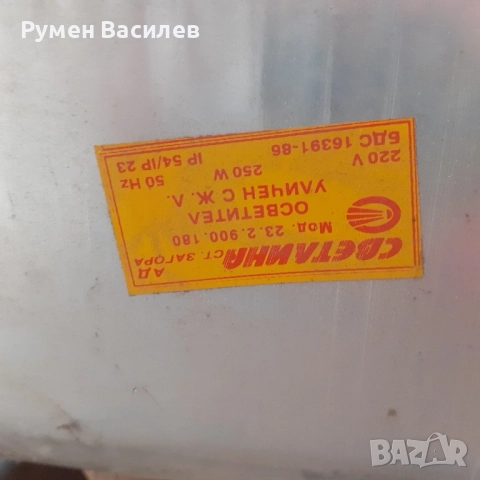 Румен Василев
СВЕТЛИНА АД
СТ. ЗАГОРА
Мод. 23.2.900.180
ОСВЕТИТЕЛ
УЛИЧЕН С Ж. Л.
220 V 250 W 50 Hz
БДС 16391-86 IP 54/IP 23
BAZAR